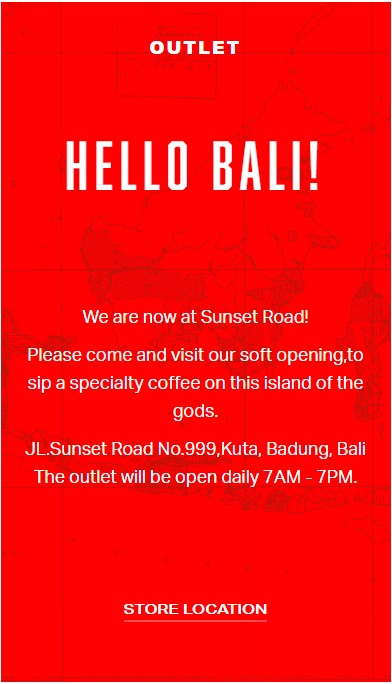 OUTLET
HELLO BALI!
We are now at Sunset Road!
Please come and visit our soft opening,to
sip a specialty coffee on this island of the
gods.
JL.Sunset Road No.999,Kuta, Badung, Bali
The outlet will be open daily 7AM - 7PM.
STORE LOCATION